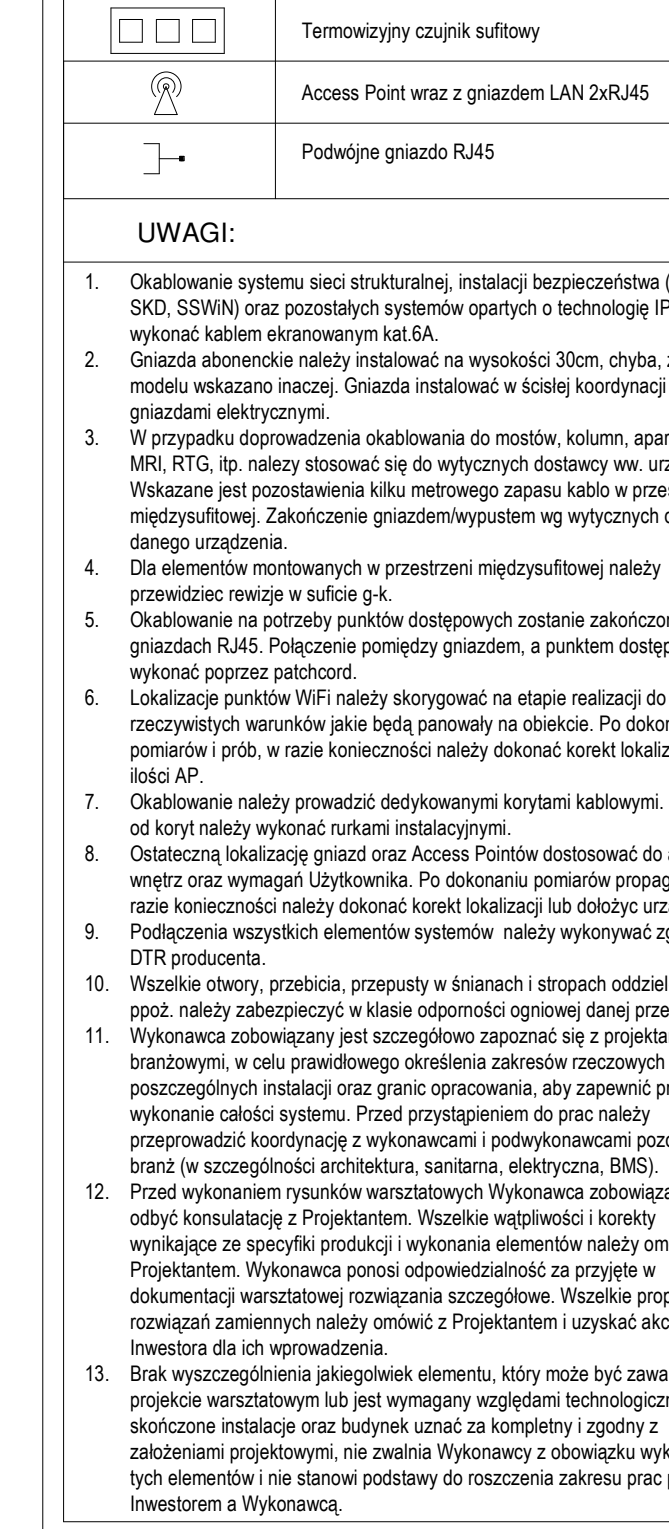 Termowizyjny czujnik sufitowy
Access Point wraz z gniazdem LAN 2xRJ45
Podwójne gniazdo RJ45
UWAGI:
1. Okablowanie systemu sieci strukturalnej, instalacji bezpieczeństwa (
SKD, SSWiN) oraz pozostałych systemów opartych o technologię IP
wykonać kablem ekranowanym kat.6A.
2. Gniazda abonenckie należy instalować na wysokości 30cm, chyba,
modelu wskazano inaczej. Gniazda instalować w ścisłej koordynacji
gniazdami elektrycznymi.
3. W przypadku doprowadzenia okablowania do mostów, kolumn,
MRI, RTG, itp. nalezy stosować się do wytycznych dostawcy ww.
Wskazane jest pozostawienia kilku metrowego zapasu kablo w
międzysufitowej. Zakończenie gniazdem/wypustem wg wytycznych
danego urządzenia.
4. Dla elementów montowanych w przestrzeni międzysufitowej należy
przewidziec rewizje w suficie g-k.
5. Okablowanie na potrzeby punktów dostępowych zostanie
gniazdach RJ45. Połączenie pomiędzy gniazdem, a punktem
wykonać poprzez patchcord.
6. Lokalizacje punktów WiFi należy skorygować na etapie realizacji do
rzeczywistych warunków jakie będą panowały na obiekcie. Po
pomiarów i prób, w razie konieczności należy dokonać korekt
ilości AP.
7. Okablowanie należy prowadzić dedykowanymi korytami kablowymi.
od koryt należy wykonać rurkami instalacyjnymi.
8. Ostateczną lokalizację gniazd oraz Access Pointów dostosować do
wnętrz oraz wymagań Użytkownika. Po dokonaniu pomiarów
razie konieczności należy dokonać korekt lokalizacji lub dołożyc
9. Podłączenia wszystkich elementów systemów należy wykonywać
DTR producenta.
10. Wszelkie otwory, przebicia, przepusty w śnianach i stropach
ppoż. należy zabezpieczyć w klasie odporności ogniowej danej
11. Wykonawca zobowiązany jest szczegółowo zapoznać się z
branżowymi, w celu prawidłowego określenia zakresów rzeczowych
poszczególnych instalacji oraz granic opracowania, aby zapewnić
wykonanie całości systemu. Przed przystąpieniem do prac należy
przeprowadzić koordynację z wykonawcami i podwykonawcami
branż (w szczególności architektura, sanitarna, elektryczna, BMS).
12. Przed wykonaniem rysunków warsztatowych Wykonawca
odbyć konsulatację z Projektantem. Wszelkie wątpliwości i korekty
wynikające ze specyfiki produkcji i wykonania elementów należy
Projektantem. Wykonawca ponosi odpowiedzialność za przyjęte w
dokumentacji warsztatowej rozwiązania szczegółowe. Wszelkie
rozwiązań zamiennych należy omówić z Projektantem i uzyskać
Inwestora dla ich wprowadzenia.
13. Brak wyszczególnienia jakiegolwiek elementu, który może być
projekcie warsztatowym lub jest wymagany względami
skończone instalacje oraz budynek uznać za kompletny i zgodny z
założeniami projektowymi, nie zwalnia Wykonawcy z obowiązku
tych elementów i nie stanowi podstawy do roszczenia zakresu prac
Inwestorem a Wykonawcą.